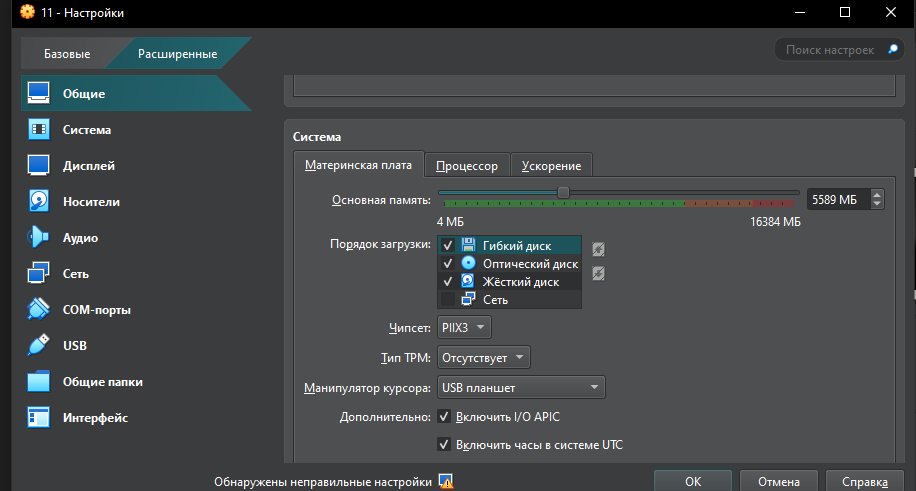 11 - Настройки
Базовые
Расширенные
Поиск настроек
Общие
Система
Дисплей
Носители
Аудио
Сеть
COM-порты
USB
Общие папки
Интерфейс
Система
Материнская плата
Процессор
Ускорение
Основная память:
5589 МБ
4 МБ
16384 МБ
Порядок загрузки:
Гибкий диск
Оптический диск
Жёсткий диск
Сеть
Чипсет:
PIIX3
Тип TPM:
Отсутствует
Манипулятор курсора:
USB планшет
Дополнительно:
Включить I/O APIC
Включить часы в системе UTC
Обнаружены неправильные настройки
OK
Отмена
Справка